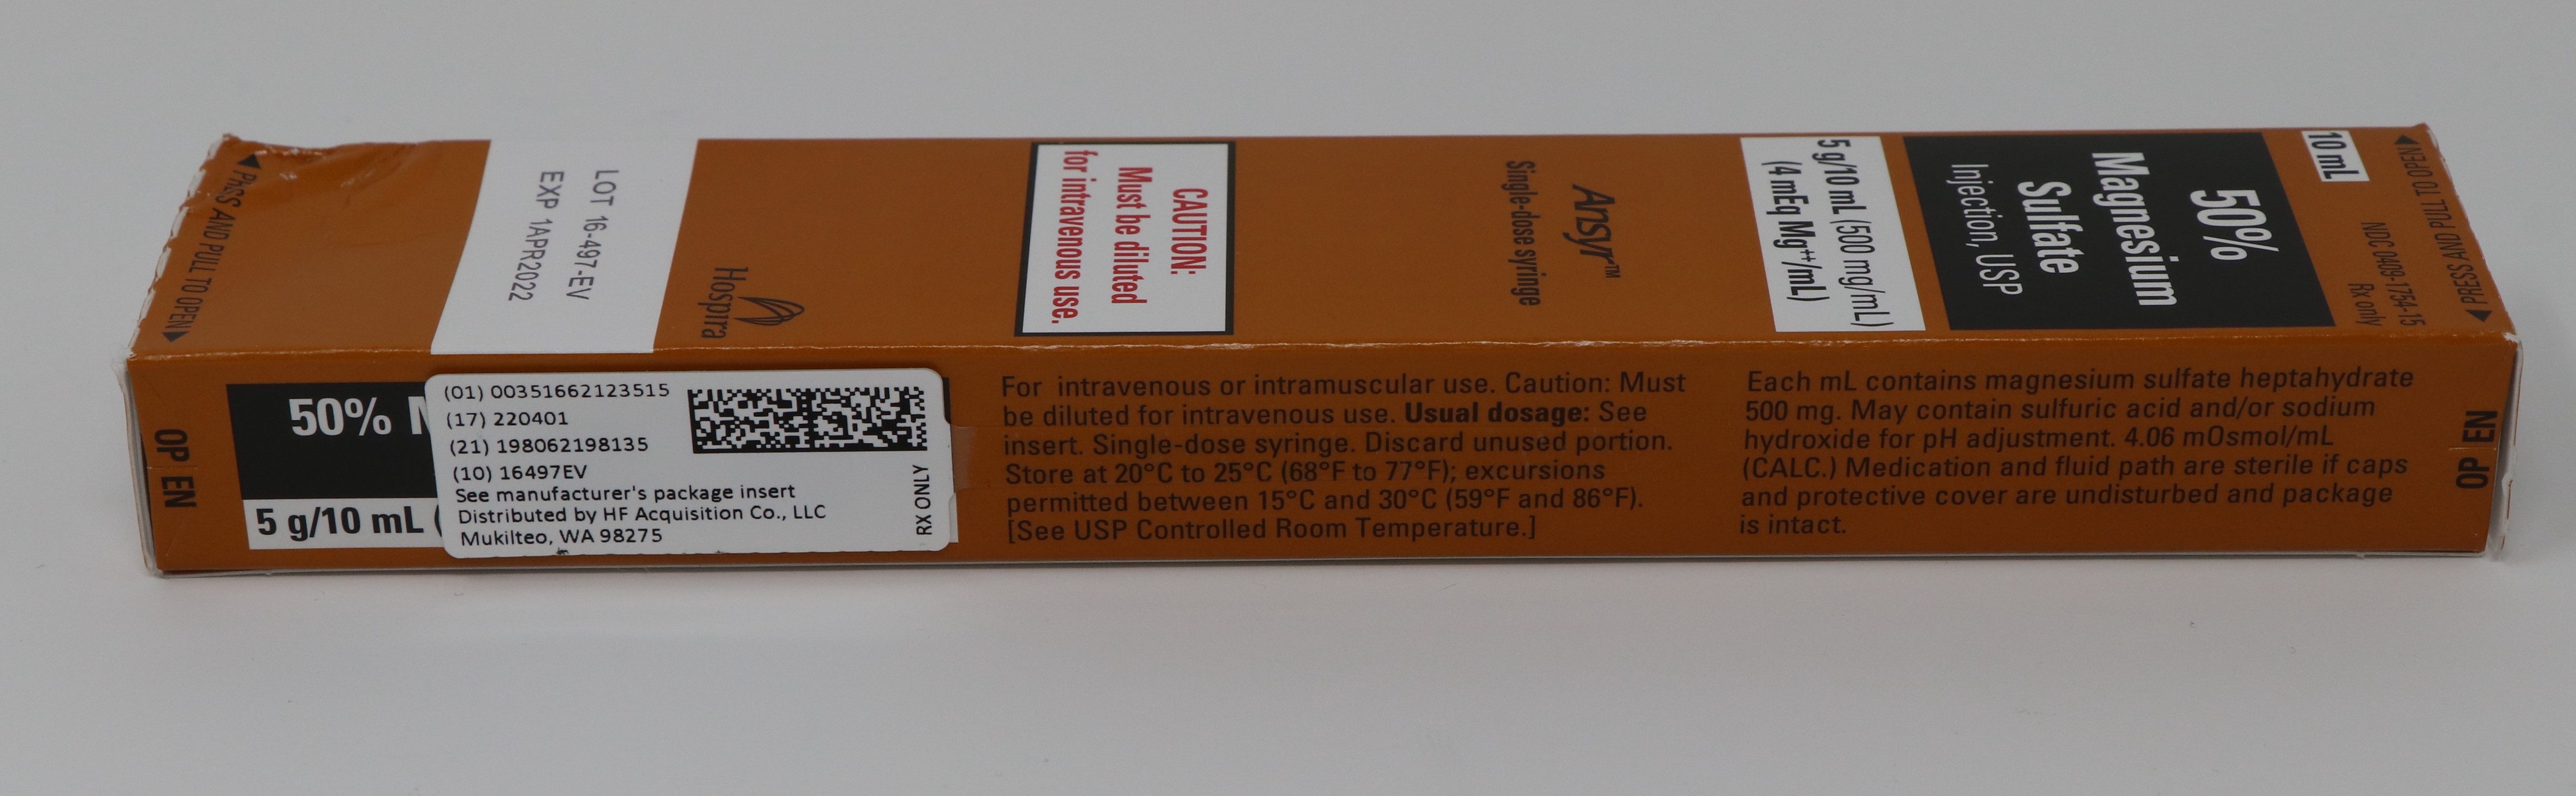 PRESS AND PULL TO OPEN
LOT 16-497-EV
EXP 1APR2022
Hospira
CAUTION:
Must be diluted
for intravenous use.
Ansyr™
Single-dose syringe
5 g/10 mL (500 mg/mL)
(4 mEq Mg⁺⁺/mL)
50%
Magnesium
Sulfate
Injection, USP
10 mL
NDC 0409-1754-15
Rx only
PRESS AND PULL TO OPEN
OP EN
50%
5 g/10 mL (
(01) 00351662123515
(17) 220401
(21) 198062198135
(10) 16497EV
See manufacturer's package insert
Distributed by HF Acquisition Co., LLC
Mukilteo, WA 98275
RX ONLY
For intravenous or intramuscular use. Caution: Must
be diluted for intravenous use. Usual dosage: See
insert. Single-dose syringe. Discard unused portion.
Store at 20°C to 25°C (68°F to 77°F); excursions
permitted between 15°C and 30°C (59°F and 86°F).
[See USP Controlled Room Temperature.]
Each mL contains magnesium sulfate heptahydrate
500 mg. May contain sulfuric acid and/or sodium
hydroxide for pH adjustment. 4.06 mOsmol/mL
(CALC.) Medication and fluid path are sterile if caps
and protective cover are undisturbed and package
is intact.
OP EN